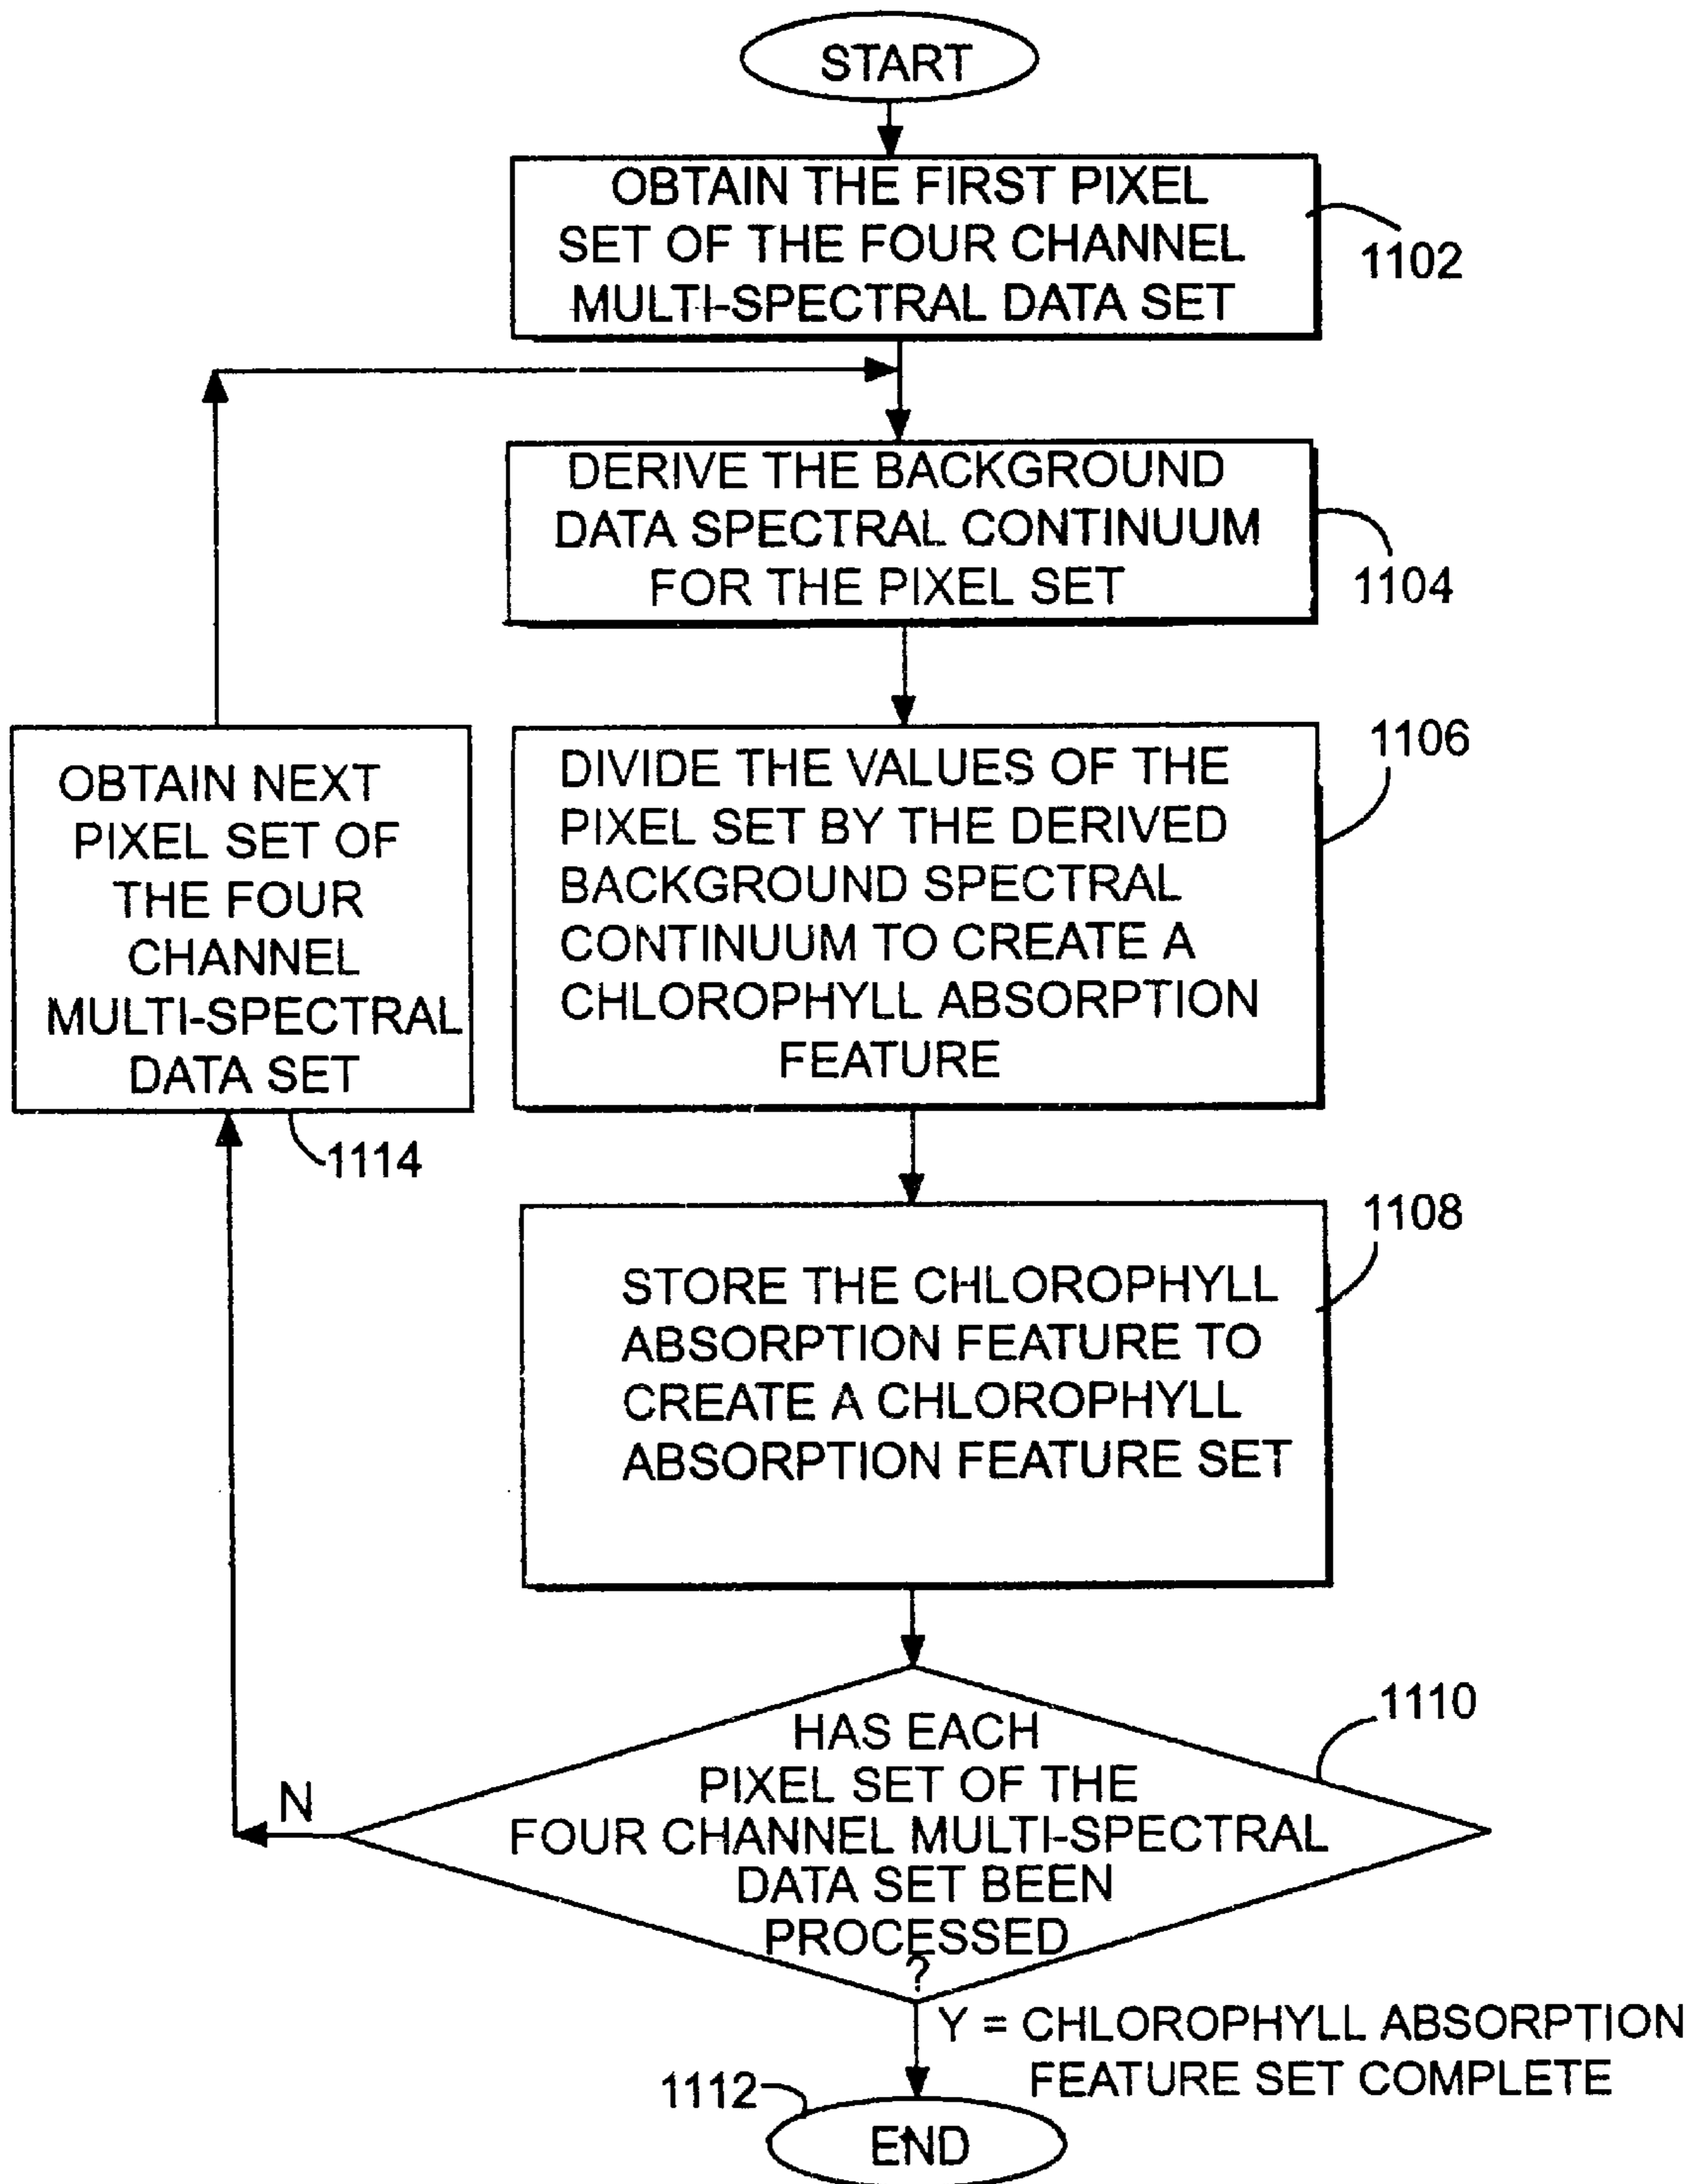 START
OBTAIN THE FIRST PIXEL
SET OF THE FOUR CHANNEL
MULTI-SPECTRAL DATA SET
1102
DERIVE THE BACKGROUND
DATA SPECTRAL CONTINUUM
FOR THE PIXEL SET
1104
DIVIDE THE VALUES OF THE
PIXEL SET BY THE DERIVED
BACKGROUND SPECTRAL
CONTINUUM TO CREATE A
CHLOROPHYLL ABSORPTION
FEATURE
1106
OBTAIN NEXT
PIXEL SET OF
THE FOUR
CHANNEL
MULTI-SPECTRAL
DATA SET
1114
STORE THE CHLOROPHYLL
ABSORPTION FEATURE TO
CREATE A CHLOROPHYLL
ABSORPTION FEATURE SET
1108
HAS EACH
PIXEL SET OF THE
FOUR CHANNEL MULTI-SPECTRAL
DATA SET BEEN
PROCESSED
?
1110
N
Y = CHLOROPHYLL ABSORPTION
FEATURE SET COMPLETE
1112
END